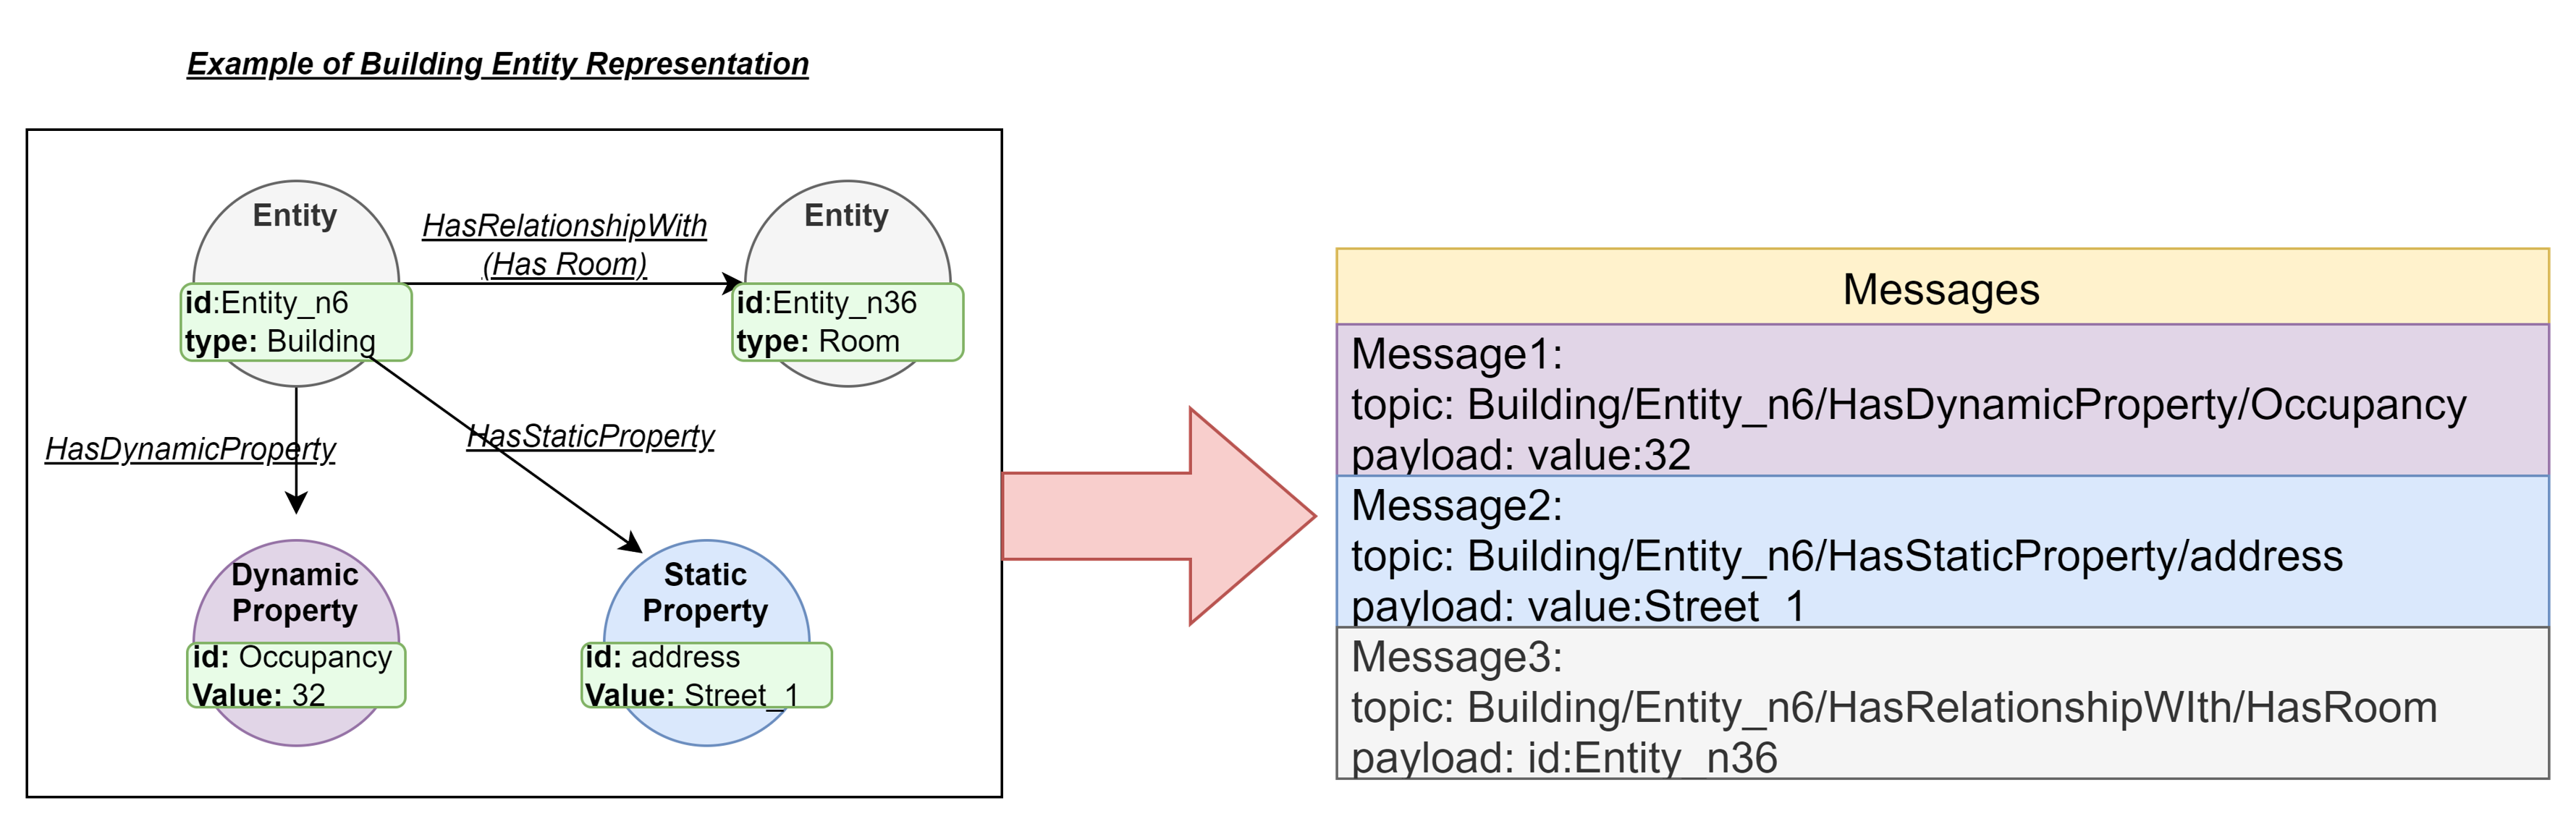 Example of Building Entity Representation
Entity
id:Entity_n6
type: Building
HasRelationshipWith
(Has Room)
Entity
id:Entity_n36
type: Room
HasDynamicProperty
HasStaticProperty
Dynamic
Property
id: Occupancy
Value: 32
Static
Property
id: address
Value: Street_1
Messages
Message1:
topic: Building/Entity_n6/HasDynamicProperty/Occupancy
payload: value:32
Message2:
topic: Building/Entity_n6/HasStaticProperty/address
payload: value:Street_1
Message3:
topic: Building/Entity_n6/HasRelationshipWIth/HasRoom
payload: id:Entity_n36